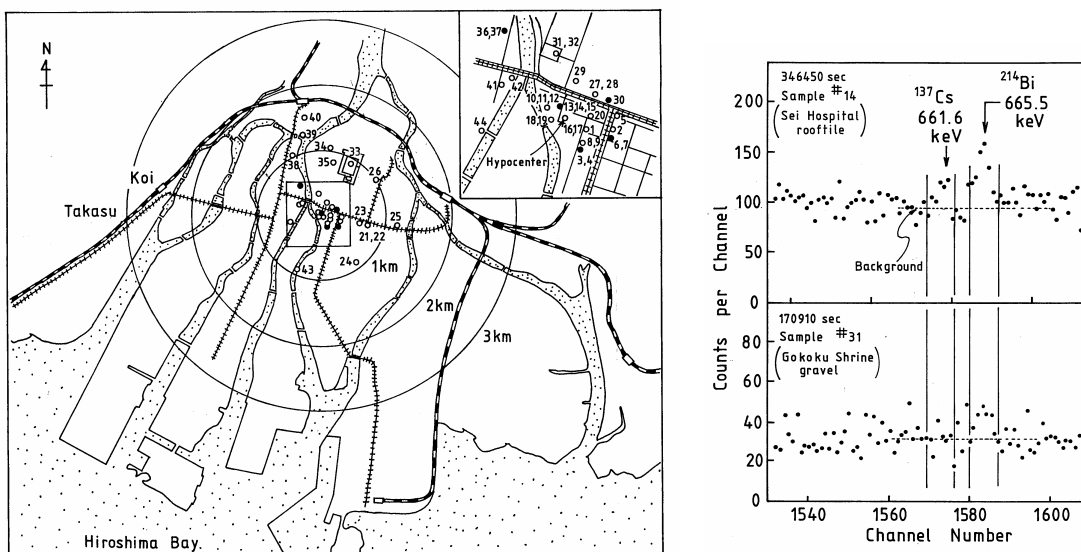 N
Koi
Takasu
Hiroshima Bay
1km
2km
3km
40
39
38
34
35
33
26
23
25
21,22
24
43
36,37
31,32
29
27, 28
30
41
42
44
10,11,12
13,14,15
20
5
18,19
16
17
1
2
8,9
6,7
3,4
Hypocenter
Counts per Channel
346450 sec
Sample #14
(Sei Hospital
rooftile)
137Cs
661.6
keV
214Bi
665.5
keV
Background
200
150
100
50
0
170910 sec
Sample #31
(Gokoku Shrine
gravel)
80
60
40
20
0
1540
1560
1580
1600
Channel Number